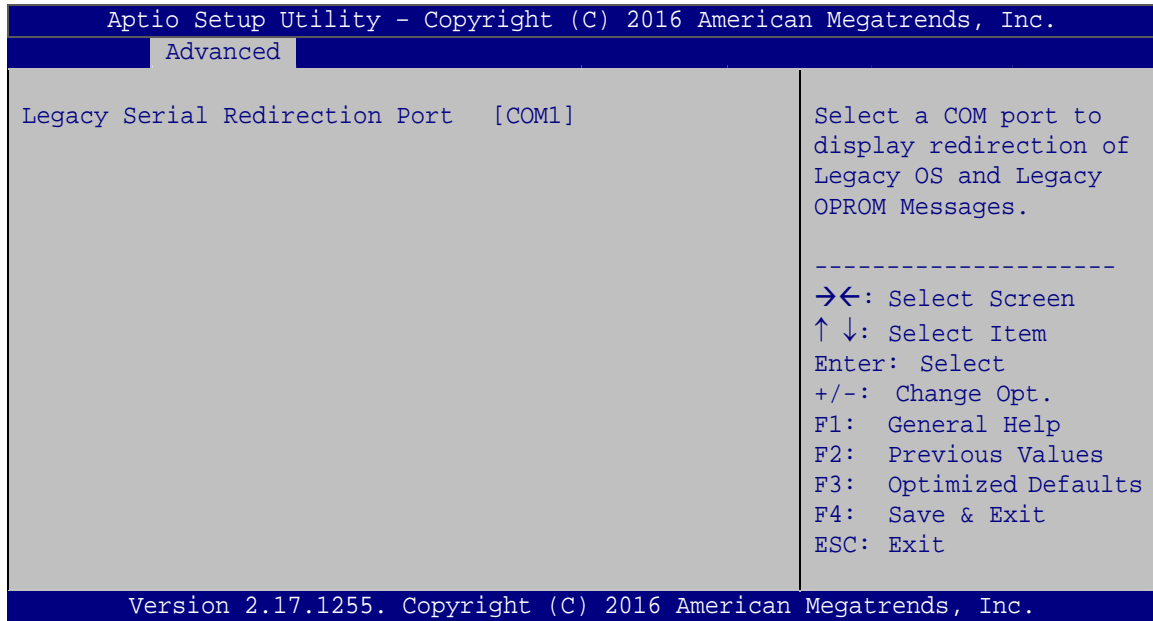 Aptio Setup Utility – Copyright (C) 2016 American Megatrends, Inc.
Advanced
Legacy Serial Redirection Port [COM1]
Select a COM port to
display redirection of
Legacy OS and Legacy
OPROM Messages.
---------------------
→←: Select Screen
↑ ↓: Select Item
Enter: Select
+/-: Change Opt.
F1: General Help
F2: Previous Values
F3: Optimized Defaults
F4: Save & Exit
ESC: Exit
Version 2.17.1255. Copyright (C) 2016 American Megatrends, Inc.